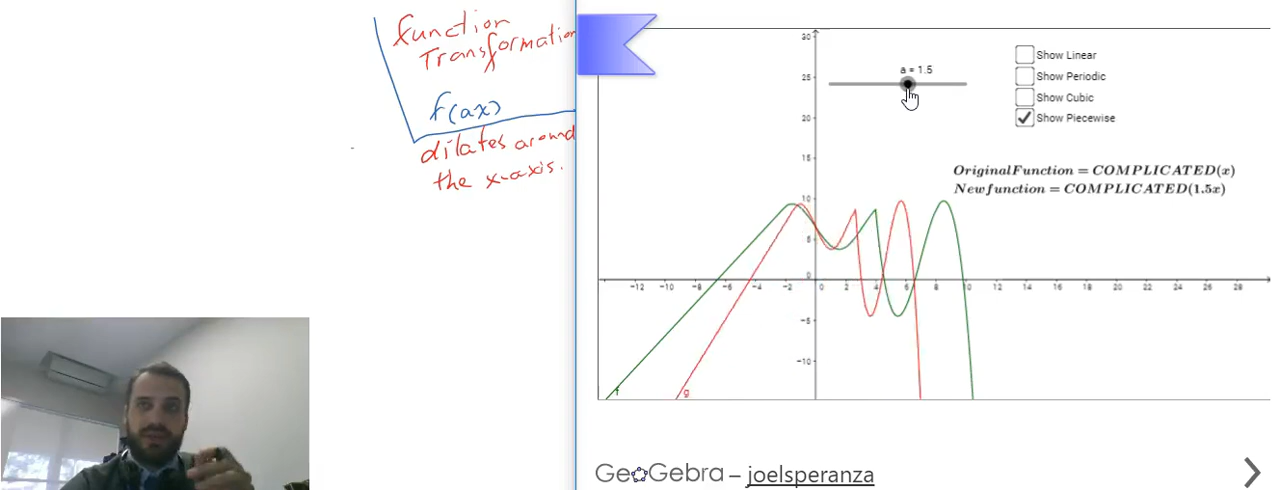 function
Transformation
f(ax)
dilates around
the x-axis.
a = 1.5
Show Linear
Show Periodic
Show Cubic
Show Piecewise
OriginalFunction = COMPLICATED(x)
Newfunction = COMPLICATED(1.5x)
30
25
20
15
10
5
0
−5
−10
−12 −10 −8 −6 −4 −2 0 2 4 6 8 10 12 14 16 18 20 22 24 26 28
f
g
GeoGebra – joelsperanza